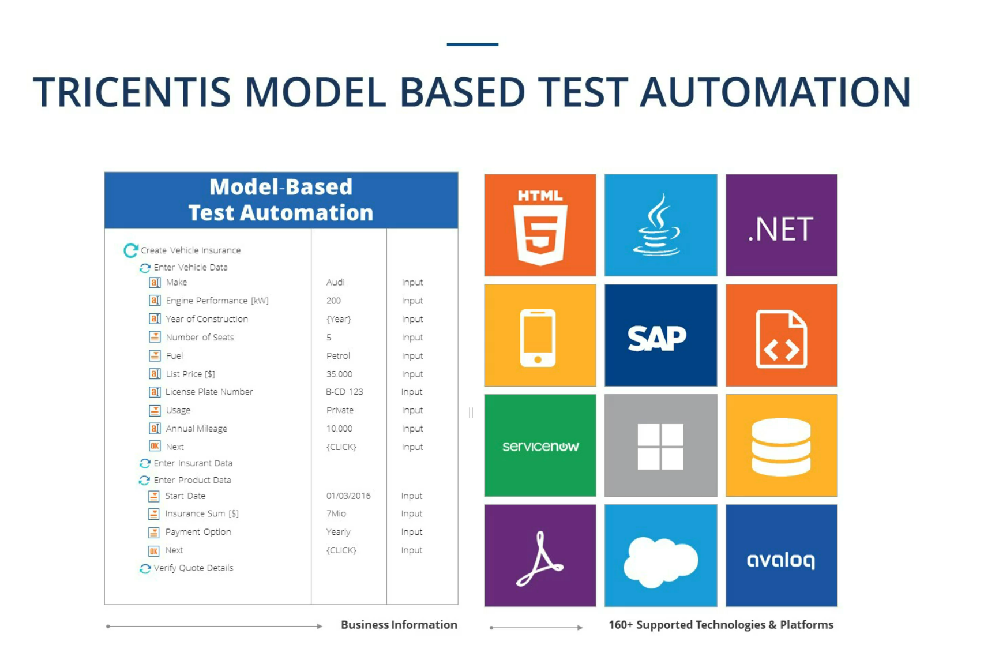 TRICENTIS MODEL BASED TEST AUTOMATION
Model-Based
Test Automation
Create Vehicle Insurance
Enter Vehicle Data
Make Audi Input
Engine Performance [kW] 200 Input
Year of Construction {Year} Input
Number of Seats 5 Input
Fuel Petrol Input
List Price [$] 35.000 Input
License Plate Number B-CD 123 Input
Usage Private Input
Annual Mileage 10.000 Input
OK Next {CLICK} Input
Enter Insurant Data
Enter Product Data
Start Date 01/03/2016 Input
Insurance Sum [$] 7Mio Input
Payment Option Yearly Input
OK Next {CLICK} Input
Verify Quote Details
Business Information
HTML
5
.NET
SAP
servicenow
avaloq
160+ Supported Technologies & Platforms